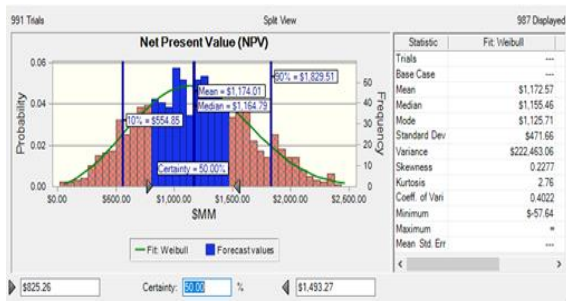 991 Trials
Split View
987 Displayed
Net Present Value (NPV)
Probability
0.06
0.04
0.02
0.00
Frequency
50
40
30
20
10
0
10% = $554.85
Mean = $1,174.01
Median = $1,164.79
90% = $1,829.51
Certainty = 50.00%
$0.00
$500.00
$1,000.00
$1,500.00
$2,000.00
$2,500.00
$MM
Fit: Weibull
Forecast values
Statistic Fit: Weibull
Trials ---
Base Case ---
Mean $1,172.57
Median $1,155.46
Mode $1,125.71
Standard Dev $471.66
Variance $222,463.06
Skewness 0.2277
Kurtosis 2.76
Coeff. of Vari 0.4022
Minimum $-57.64
Maximum
Mean Std. Err ---
$825.26
Certainty: 50.00 %
$1,493.27